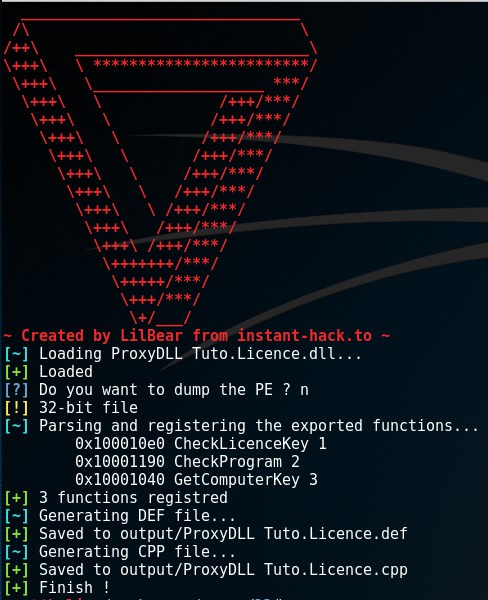 ~ Created by LilBear from instant-hack.to ~
[~] Loading ProxyDLL Tuto.Licence.dll...
[+] Loaded
[?] Do you want to dump the PE ? n
[!] 32-bit file
[~] Parsing and registering the exported functions...
0x100010e0 CheckLicenceKey 1
0x10001190 CheckProgram 2
0x10001040 GetComputerKey 3
[+] 3 functions registred
[~] Generating DEF file...
[+] Saved to output/ProxyDLL Tuto.Licence.def
[~] Generating CPP file...
[+] Saved to output/ProxyDLL Tuto.Licence.cpp
[+] Finish !